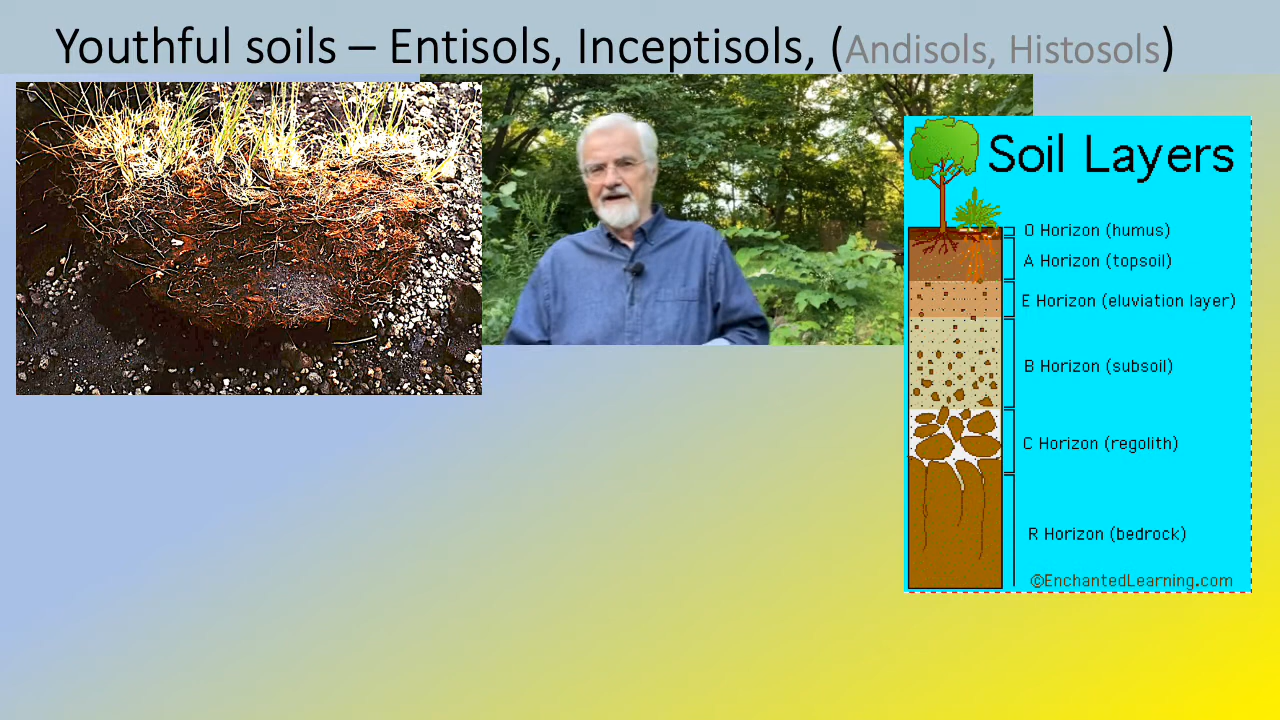 Youthful soils – Entisols, Inceptisols, (Andisols, Histosols)
Soil Layers
O Horizon (humus)
A Horizon (topsoil)
E Horizon (eluviation layer)
B Horizon (subsoil)
C Horizon (regolith)
R Horizon (bedrock)
©EnchantedLearning.com